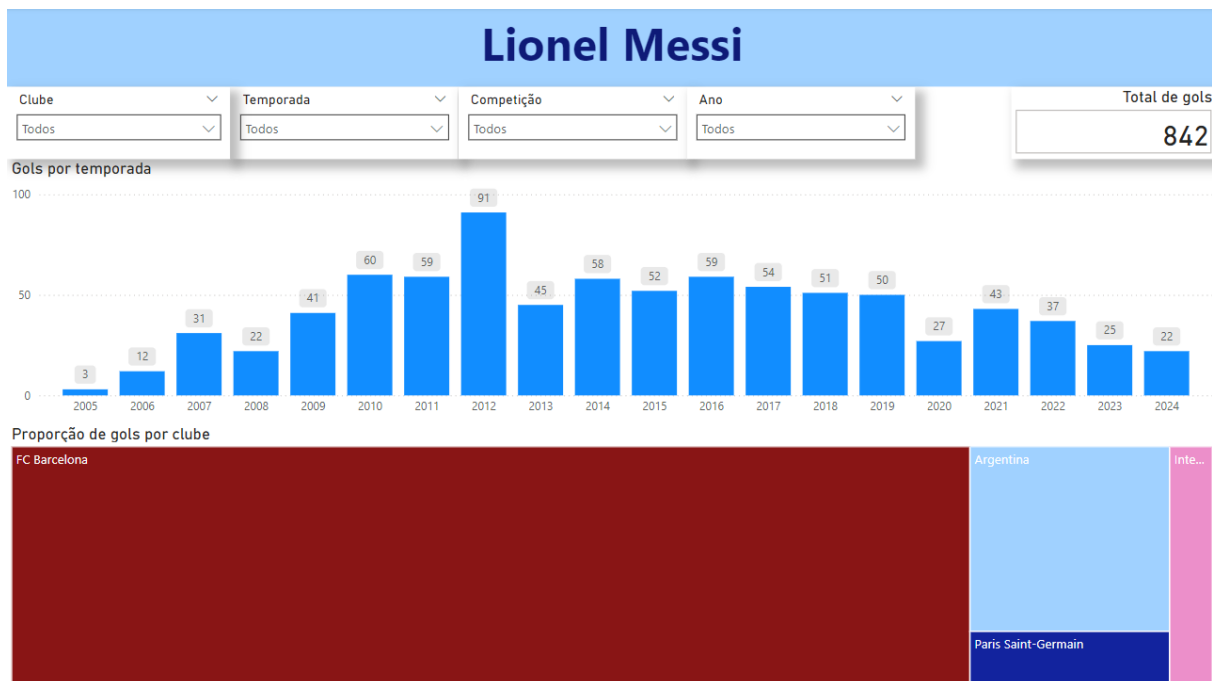 Lionel Messi
Clube Temporada Competição Ano Total de gols
Todos Todos Todos Todos 842
Gols por temporada
100
91
60 59 58 59
54
52 51 50
50
45
43
41
37
31
27
25
22 22
12
3
0
2005 2006 2007 2008 2009 2010 2011 2012 2013 2014 2015 2016 2017 2018 2019 2020 2021 2022 2023 2024
Proporção de gols por clube
FC Barcelona Argentina Inte...
Paris Saint-Germain